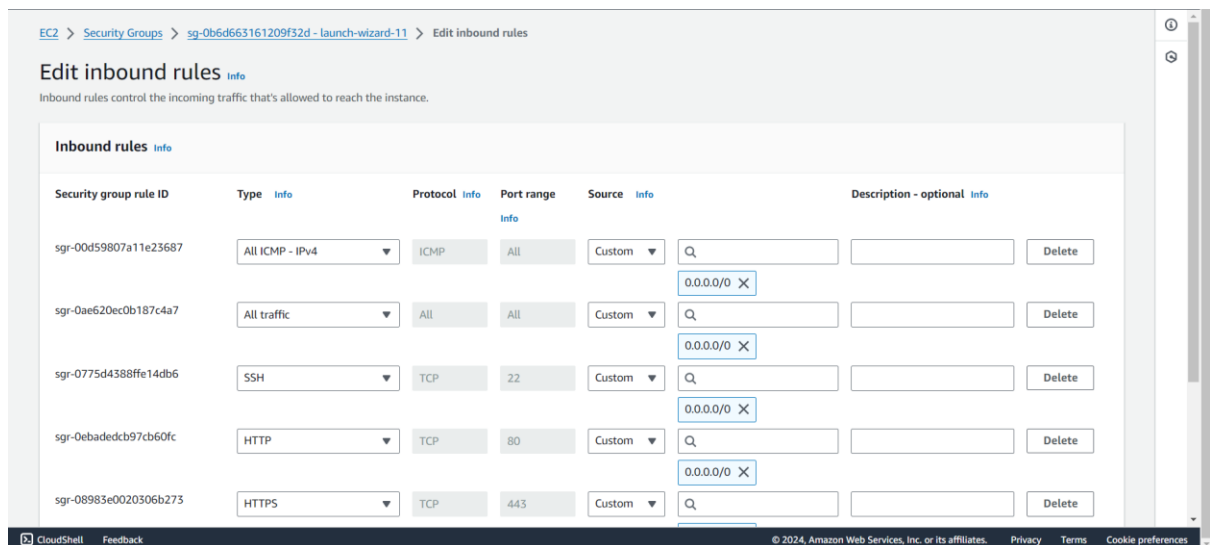 EC2 > Security Groups > sg-0b6d663161209f32d - launch-wizard-11 > Edit inbound rules
Edit inbound rules Info
Inbound rules control the incoming traffic that's allowed to reach the instance.
Inbound rules Info
Security group rule ID Type Info Protocol Info Port range Info Source Info Description - optional Info
sgr-00d59807a11e23687 All ICMP - IPv4 ICMP All Custom Delete
0.0.0.0/0
sgr-0ae620ec0b187c4a7 All traffic All All Custom Delete
0.0.0.0/0
sgr-0775d4388ffe14db6 SSH TCP 22 Custom Delete
0.0.0.0/0
sgr-0ebadedcb97cb60fc HTTP TCP 80 Custom Delete
0.0.0.0/0
sgr-08983e0020306b273 HTTPS TCP 443 Custom Delete
CloudShell Feedback © 2024, Amazon Web Services, Inc. or its affiliates. Privacy Terms Cookie preferences